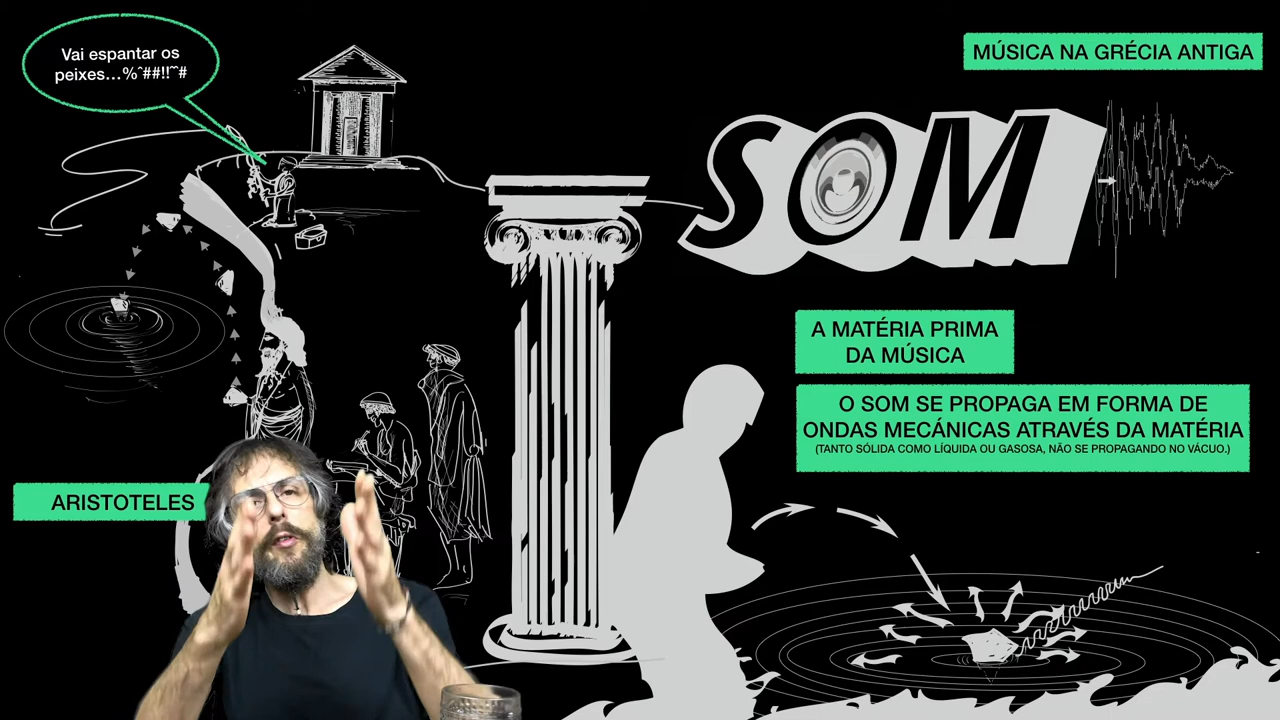 Vai espantar os
peixes...%ˆ##!!˜#
MÚSICA NA GRÉCIA ANTIGA
SOM
A MATÉRIA PRIMA
DA MÚSICA
O SOM SE PROPAGA EM FORMA DE
ONDAS MECÁNICAS ATRAVÉS DA MATÉRIA
(TANTO SÓLIDA COMO LÍQUIDA OU GASOSA, NÃO SE PROPAGANDO NO VÁCUO.)
ARISTOTELES